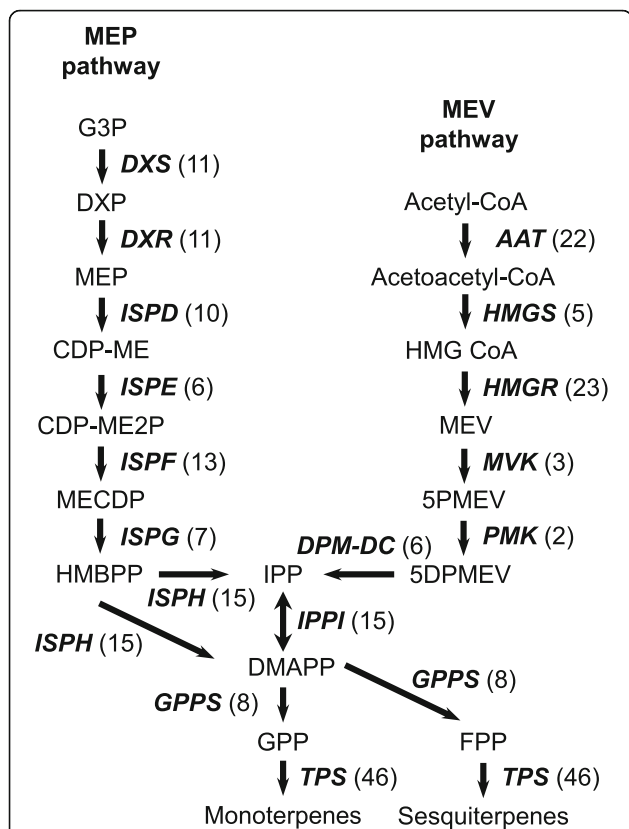 MEP
pathway
G3P
DXS (11)
DXP
DXR (11)
MEP
ISPD (10)
CDP-ME
ISPE (6)
CDP-ME2P
ISPF (13)
MECDP
ISPG (7)
HMBPP
ISPH (15)
ISPH (15)
MEV
pathway
Acetyl-CoA
AAT (22)
Acetoacetyl-CoA
HMGS (5)
HMG CoA
HMGR (23)
MEV
MVK (3)
5PMEV
PMK (2)
5DPMEV
DPM-DC (6)
IPP
IPPI (15)
DMAPP
GPPS (8)
GPPS (8)
GPP
FPP
TPS (46)
TPS (46)
Monoterpenes
Sesquiterpenes